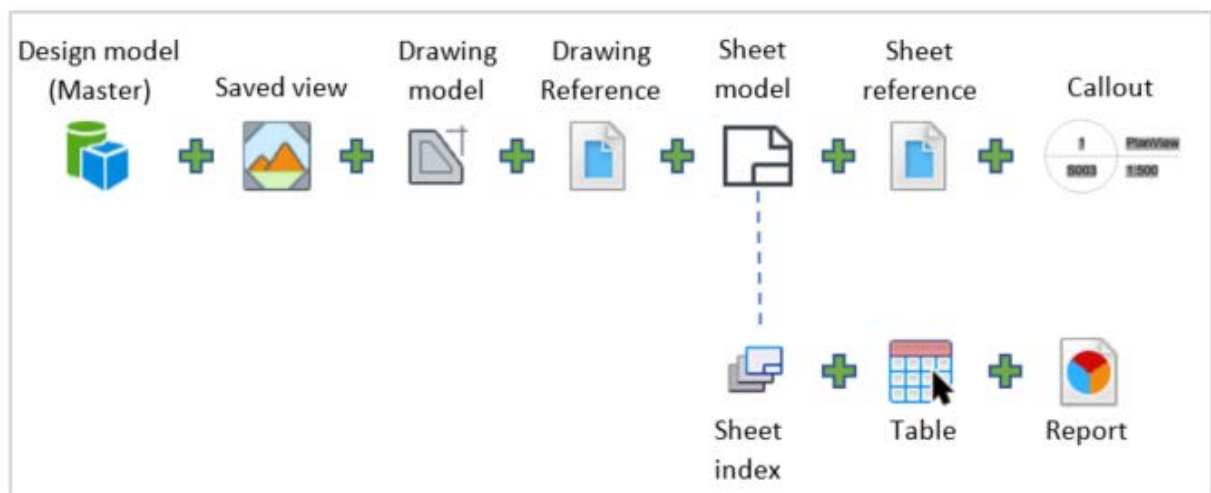 Design model
(Master)
Saved view
Drawing
model
Drawing
Reference
Sheet
model
Sheet
reference
Callout
1
PlanView
S003
1:500
Sheet
index
Table
Report